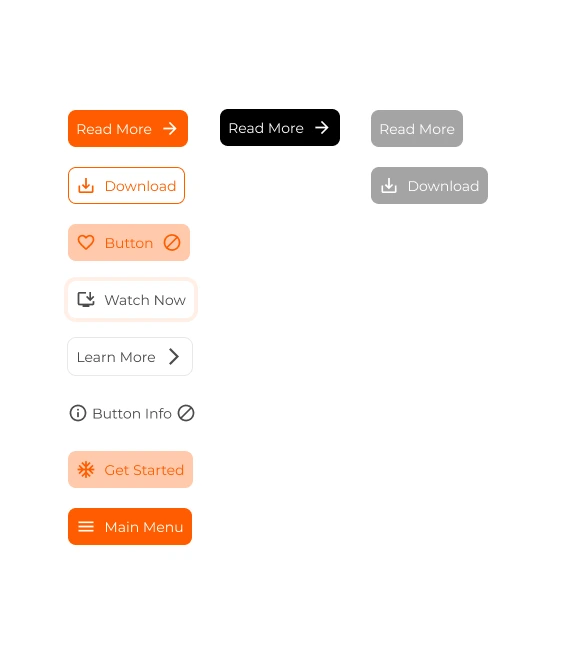 Read More
Read More
Read More
Download
Download
Button
Watch Now
Learn More
Button Info
Get Started
Main Menu